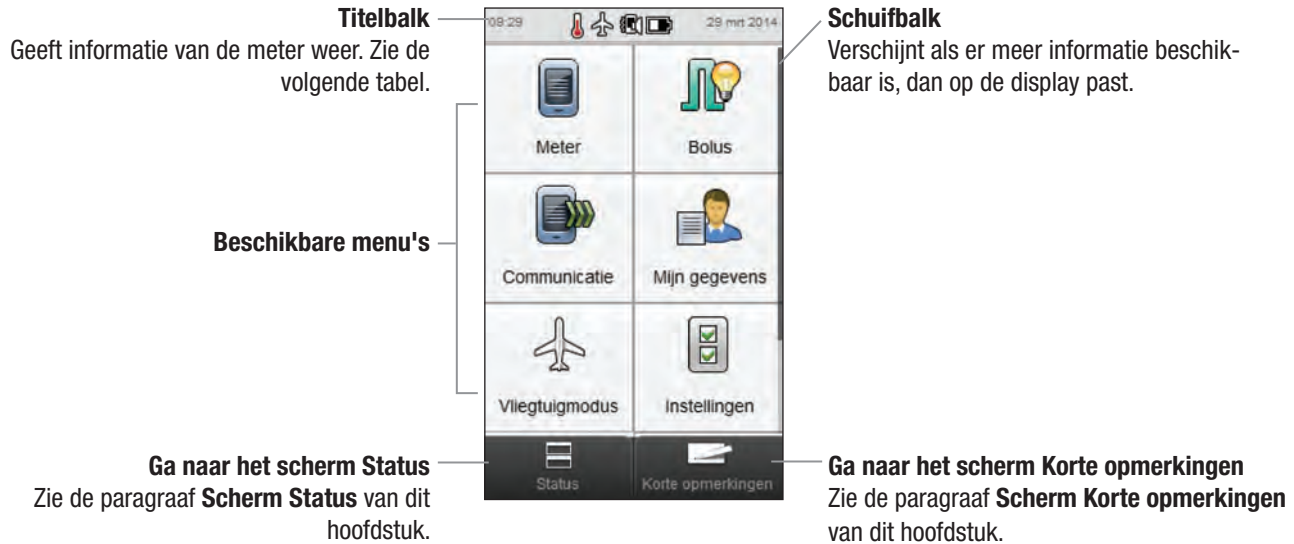 Titelbalk
Geeft informatie van de meter weer. Zie de
volgende tabel.
09:29
29 mrt 2014
Schuifbalk
Verschijnt als er meer informatie beschik-
baar is, dan op de display past.
Beschikbare menu's
Meter
Bolus
Communicatie
Mijn gegevens
Vliegtuigmodus
Instellingen
Status
Korte opmerkingen
Ga naar het scherm Status
Zie de paragraaf Scherm Status van dit
hoofdstuk.
Ga naar het scherm Korte opmerkingen
Zie de paragraaf Scherm Korte opmerkingen
van dit hoofdstuk.